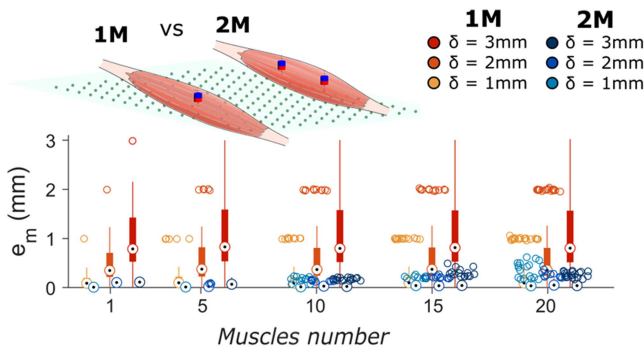 1M vs 2M
1M 2M
δ = 3mm δ = 3mm
δ = 2mm δ = 2mm
δ = 1mm δ = 1mm
3
2
1
0
e_m (mm)
1 5 10 15 20
Muscles number